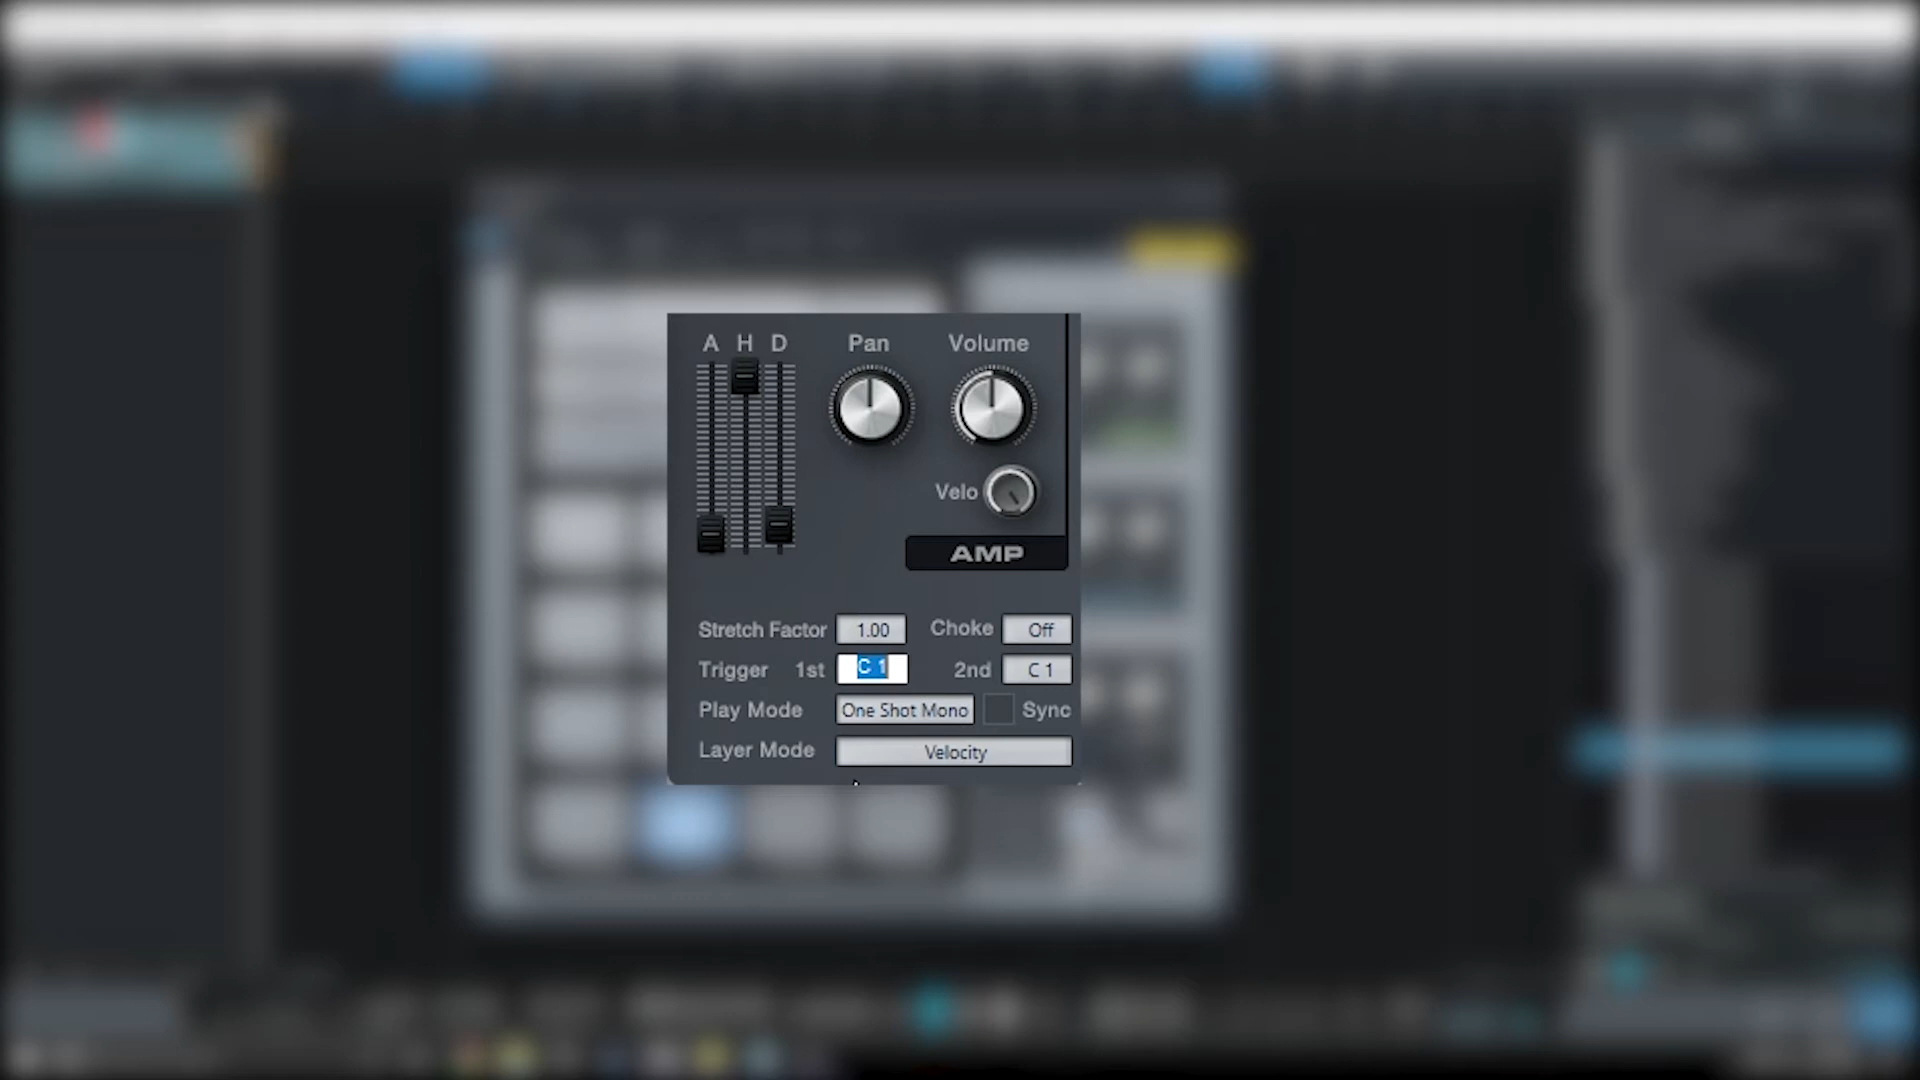 A H D Pan Volume
Velo
AMP
Stretch Factor 1.00 Choke Off
Trigger 1st C 1 2nd C 1
Play Mode One Shot Mono Sync
Layer Mode Velocity